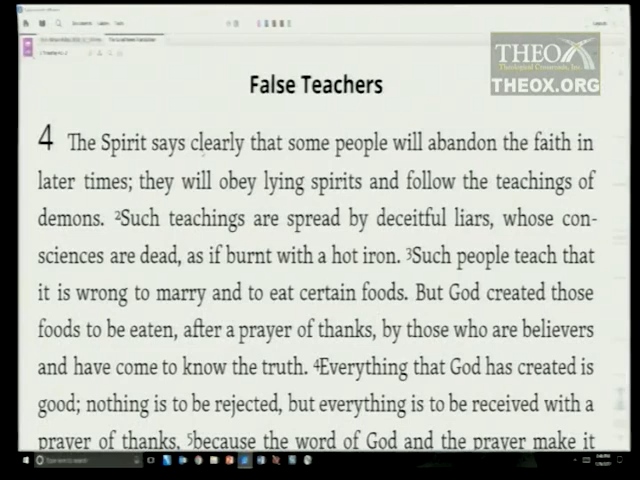 THEOX
Theological Crossroads, Inc.
THEOX.ORG
False Teachers
4 The Spirit says clearly that some people will abandon the faith in
later times; they will obey lying spirits and follow the teachings of
demons. ²Such teachings are spread by deceitful liars, whose con-
sciences are dead, as if burnt with a hot iron. ³Such people teach that
it is wrong to marry and to eat certain foods. But God created those
foods to be eaten, after a prayer of thanks, by those who are believers
and have come to know the truth. ⁴Everything that God has created is
good; nothing is to be rejected, but everything is to be received with a
prayer of thanks, ⁵because the word of God and the prayer make it